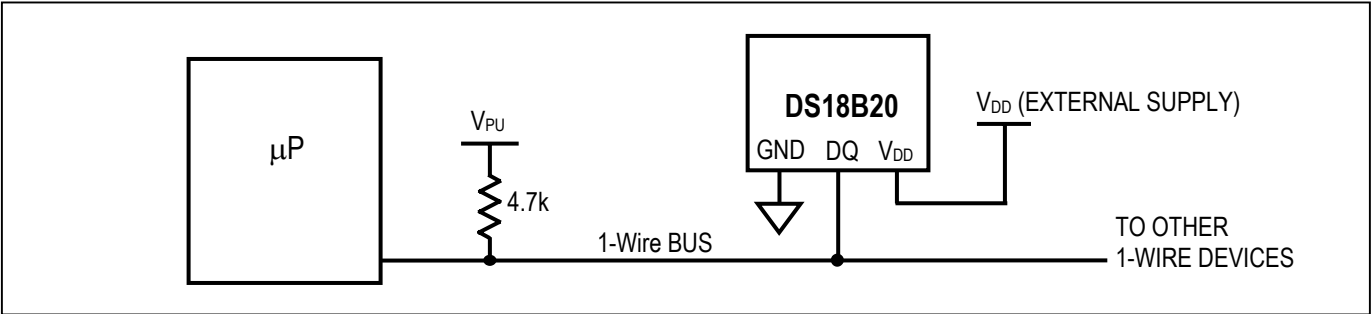 μP
VPU
4.7k
1-Wire BUS
DS18B20
GND DQ VDD
VDD (EXTERNAL SUPPLY)
TO OTHER
1-WIRE DEVICES